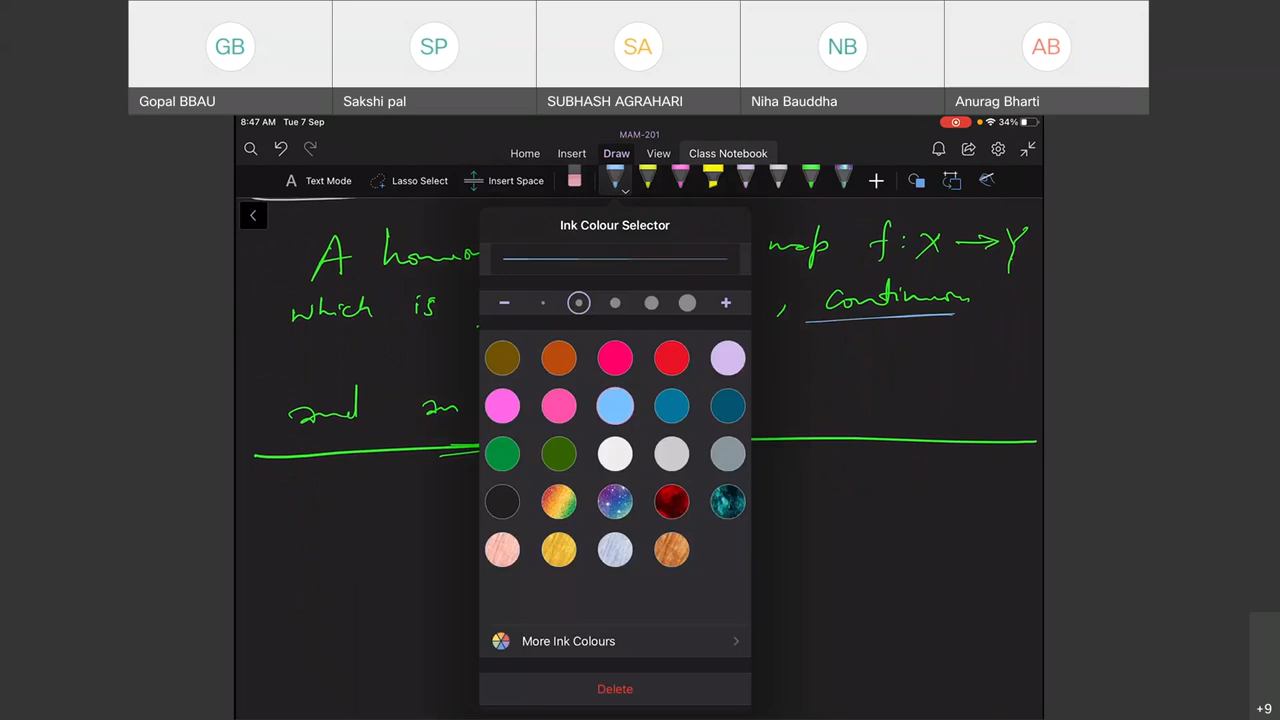 GB SP SA NB AB
Gopal BBAU Sakshi pal SUBHASH AGRAHARI Niha Bauddha Anurag Bharti
8:47 AM Tue 7 Sep 34%
MAM-201
Home Insert Draw View Class Notebook
A Text Mode Lasso Select Insert Space
Ink Colour Selector
A homeo map f : X → Y
which is , continuous
and an
More Ink Colours
Delete
+9